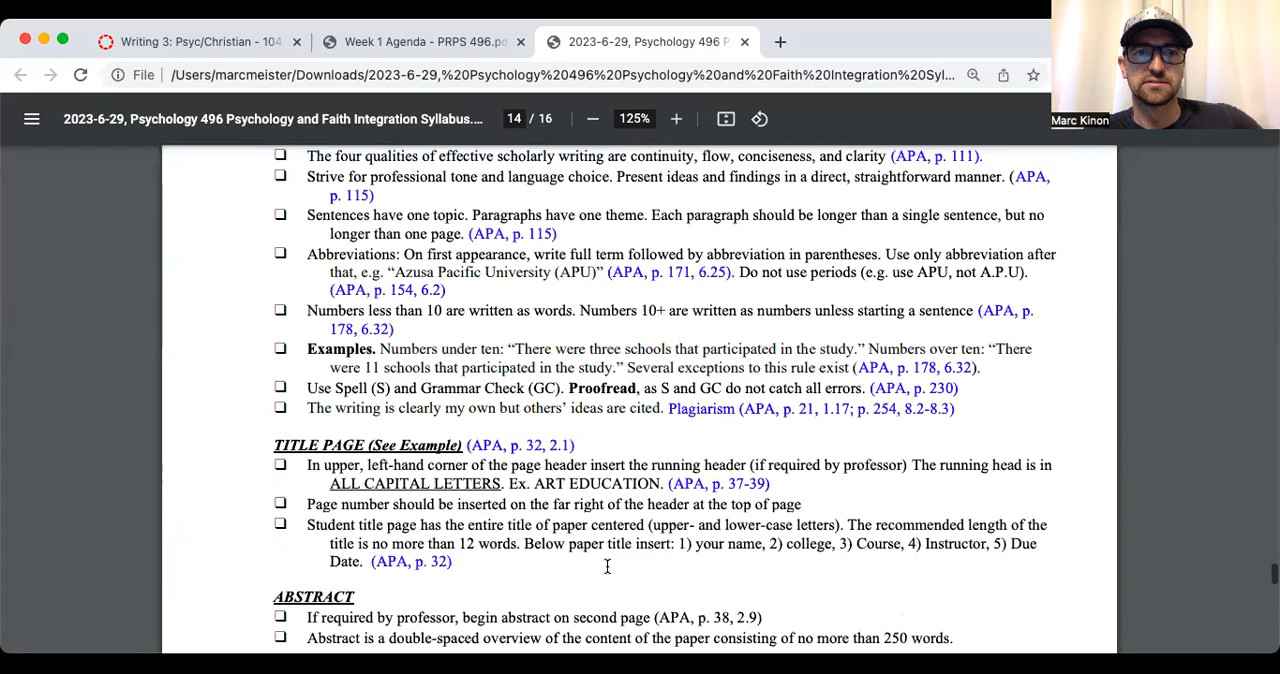 Writing 3: Psyc/Christian - 104
Week 1 Agenda - PRPS 496.pd
2023-6-29, Psychology 496 P
File
/Users/marcmeister/Downloads/2023-6-29,%20Psychology%20496%20Psychology%20and%20Faith%20Integration%20Syl...
Marc Kinon
2023-6-29, Psychology 496 Psychology and Faith Integration Syllabus....
14 / 16
125%
The four qualities of effective scholarly writing are continuity, flow, conciseness, and clarity (APA, p. 111).
Strive for professional tone and language choice. Present ideas and findings in a direct, straightforward manner. (APA,
p. 115)
Sentences have one topic. Paragraphs have one theme. Each paragraph should be longer than a single sentence, but no
longer than one page. (APA, p. 115)
Abbreviations: On first appearance, write full term followed by abbreviation in parentheses. Use only abbreviation after
that, e.g. “Azusa Pacific University (APU)” (APA, p. 171, 6.25). Do not use periods (e.g. use APU, not A.P.U).
(APA, p. 154, 6.2)
Numbers less than 10 are written as words. Numbers 10+ are written as numbers unless starting a sentence (APA, p.
178, 6.32)
Examples. Numbers under ten: “There were three schools that participated in the study.” Numbers over ten: “There
were 11 schools that participated in the study.” Several exceptions to this rule exist (APA, p. 178, 6.32).
Use Spell (S) and Grammar Check (GC). Proofread, as S and GC do not catch all errors. (APA, p. 230)
The writing is clearly my own but others’ ideas are cited. Plagiarism (APA, p. 21, 1.17; p. 254, 8.2-8.3)
TITLE PAGE (See Example) (APA, p. 32, 2.1)
In upper, left-hand corner of the page header insert the running header (if required by professor) The running head is in
ALL CAPITAL LETTERS. Ex. ART EDUCATION. (APA, p. 37-39)
Page number should be inserted on the far right of the header at the top of page
Student title page has the entire title of paper centered (upper- and lower-case letters). The recommended length of the
title is no more than 12 words. Below paper title insert: 1) your name, 2) college, 3) Course, 4) Instructor, 5) Due
Date. (APA, p. 32)
ABSTRACT
If required by professor, begin abstract on second page (APA, p. 38, 2.9)
Abstract is a double-spaced overview of the content of the paper consisting of no more than 250 words.